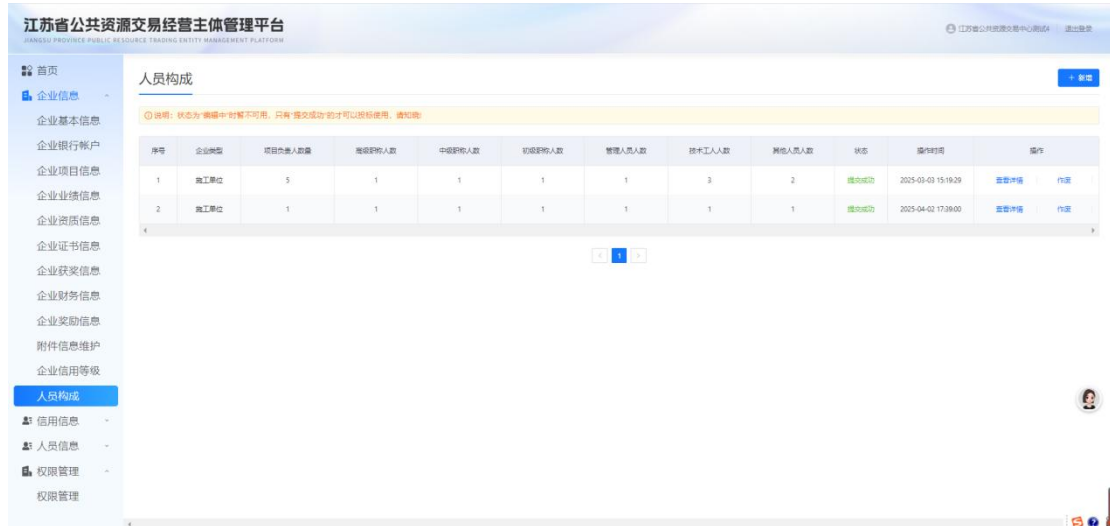 江苏省公共资源交易经营主体管理平台
JIANGSU PROVINCE PUBLIC RESOURCE TRADING ENTITY MANAGEMENT PLATFORM
江苏省公共资源交易中心测试4 退出登录
首页
企业信息
企业基本信息
企业银行帐户
企业项目信息
企业业绩信息
企业资质信息
企业证书信息
企业获奖信息
企业财务信息
企业奖励信息
附件信息维护
企业信用等级
人员构成
信用信息
人员信息
权限管理
权限管理
人员构成
+ 新增
说明：状态为"编辑中"时暂不可用，只有"提交成功"的才可以投标使用，请知晓!
序号 企业类型 项目负责人数量 高级职称人数 中级职称人数 初级职称人数 管理人员人数 技术工人人数 其他人员人数 状态 操作时间 操作
1 施工单位 5 1 1 1 1 3 2 提交成功 2025-03-03 15:19:29 查看详情 作废
2 施工单位 1 1 1 1 1 1 1 提交成功 2025-04-02 17:39:00 查看详情 作废
< 1 >